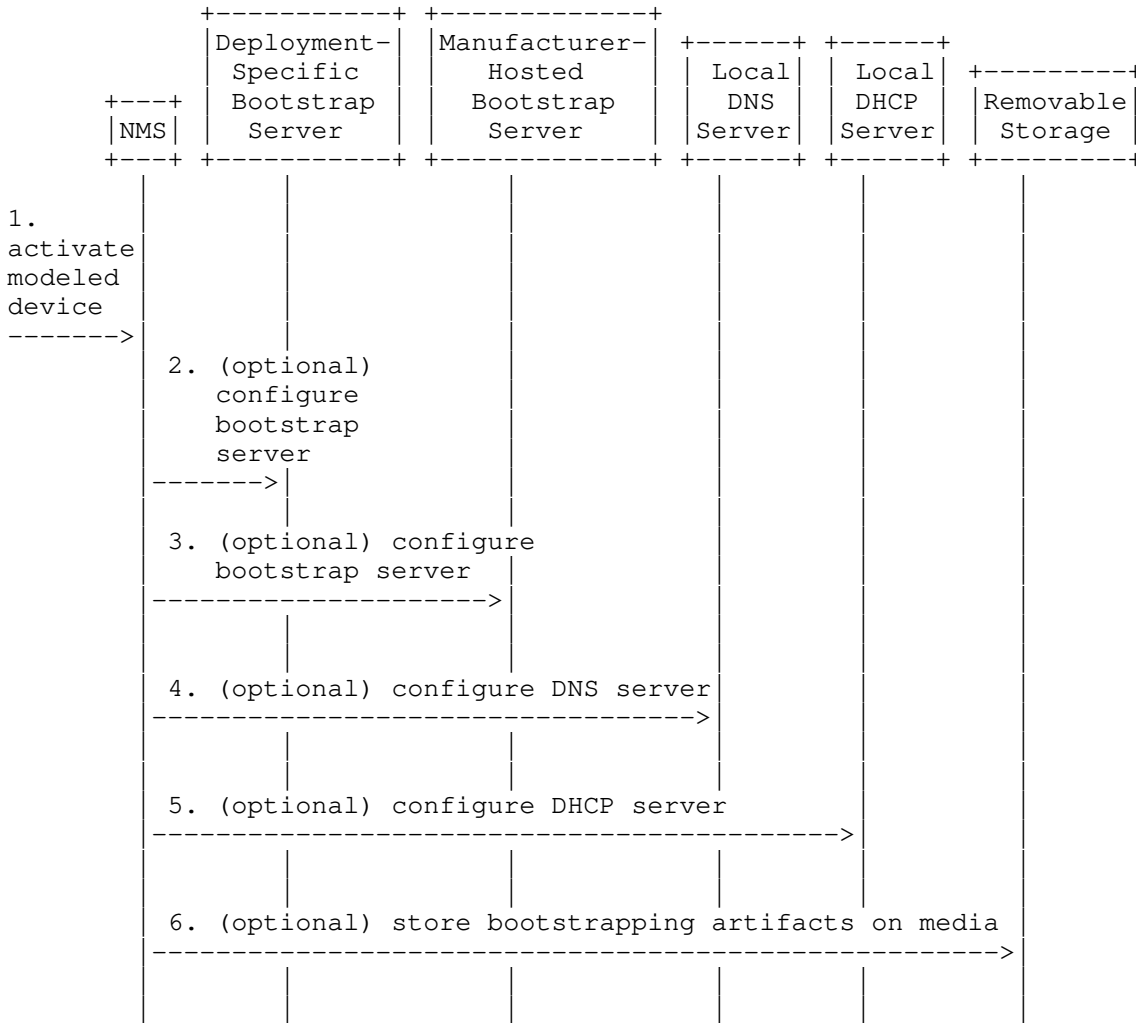 Deployment- Manufacturer-
Specific Hosted Local Local
Bootstrap Bootstrap DNS DHCP Removable
NMS Server Server Server Server Storage
1.
activate
modeled
device
2. (optional)
configure
bootstrap
server
3. (optional) configure
bootstrap server
4. (optional) configure DNS server
5. (optional) configure DHCP server
6. (optional) store bootstrapping artifacts on media